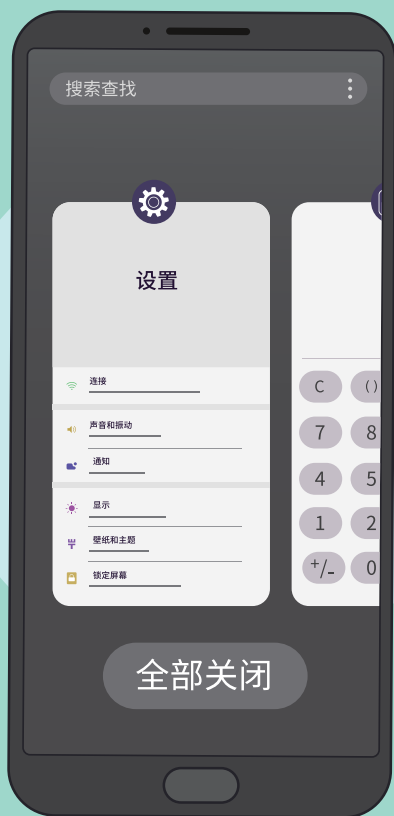 搜索查找
设置
连接
声音和振动
通知
显示
壁纸和主题
锁定屏幕
C ( )
7 8
4 5
1 2
+/- 0
全部关闭